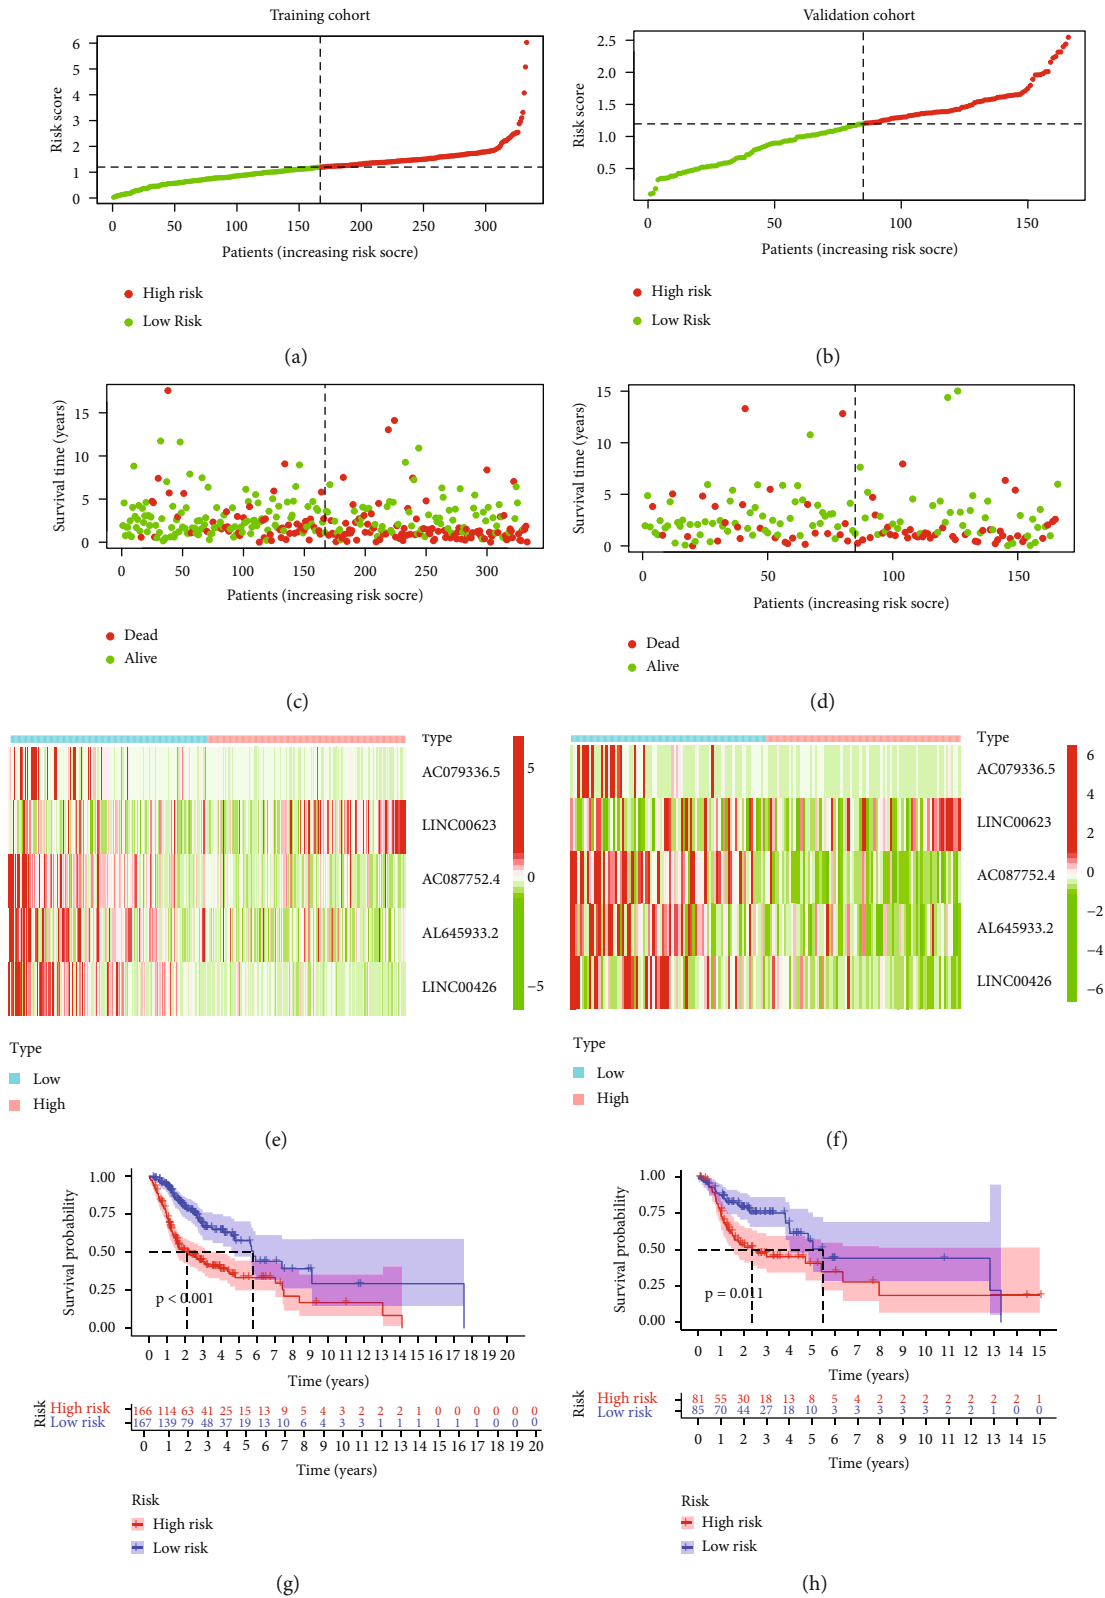 Training cohort
Validation cohort
Risk score
6
5
4
3
2
1
0
0 50 100 150 200 250 300
Patients (increasing risk socre)
High risk
Low Risk
(a)
Risk score
2.5
2.0
1.5
1.0
0.5
0 50 100 150
Patients (increasing risk socre)
High risk
Low Risk
(b)
Survival time (years)
15
10
5
0
0 50 100 150 200 250 300
Patients (increasing risk socre)
Dead
Alive
(c)
Survival time (years)
15
10
5
0
0 50 100 150
Patients (increasing risk socre)
Dead
Alive
(d)
Type
AC079336.5
LINC00623
AC087752.4
AL645933.2
LINC00426
5
0
−5
Type
Low
High
(e)
Type
AC079336.5
LINC00623
AC087752.4
AL645933.2
LINC00426
6
4
2
0
−2
−4
−6
Type
Low
High
(f)
Survival probability
1.00
0.75
0.50
0.25
0.00
p < 0.001
0 1 2 3 4 5 6 7 8 9 10 11 12 13 14 15 16 17 18 19 20
Time (years)
Risk
High risk 166 114 63 41 25 15 13 9 5 4 3 2 2 2 1 0 0 0 0 0 0
Low risk 167 139 79 48 37 19 13 10 6 4 3 3 1 1 1 1 1 1 0 0 0
0 1 2 3 4 5 6 7 8 9 10 11 12 13 14 15 16 17 18 19 20
Time (years)
Risk
High risk
Low risk
(g)
Survival probability
1.00
0.75
0.50
0.25
0.00
p = 0.011
0 1 2 3 4 5 6 7 8 9 10 11 12 13 14 15
Time (years)
Risk
High risk 81 55 30 18 13 8 5 4 2 2 2 2 2 2 2 1
Low risk 85 70 44 27 18 10 3 3 3 3 3 2 2 1 0 0
0 1 2 3 4 5 6 7 8 9 10 11 12 13 14 15
Time (years)
Risk
High risk
Low risk
(h)